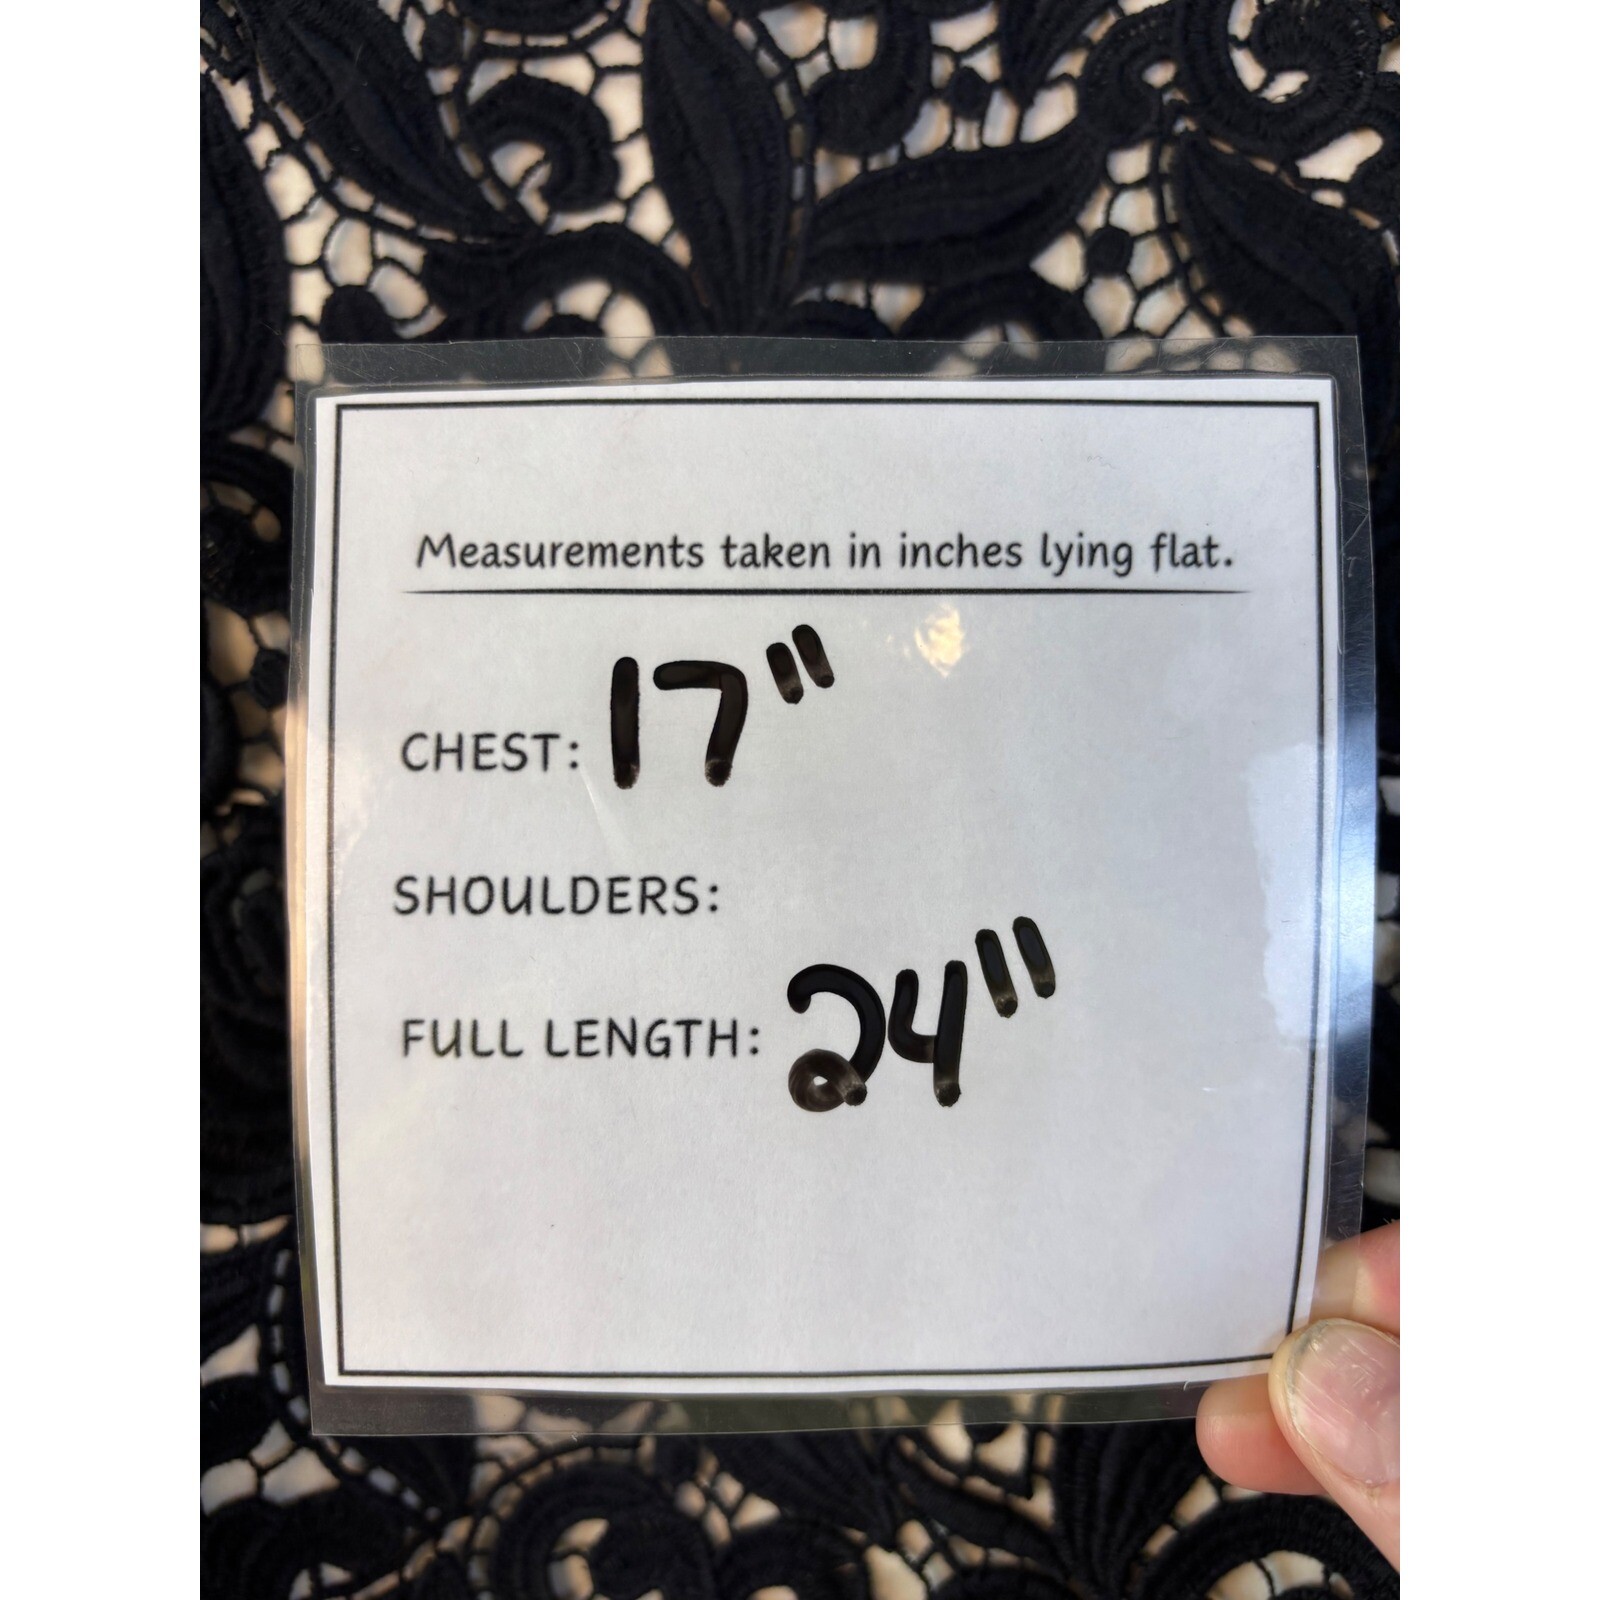 Measurements taken in inches lying flat.
CHEST: 17"
SHOULDERS:
FULL LENGTH: 24"